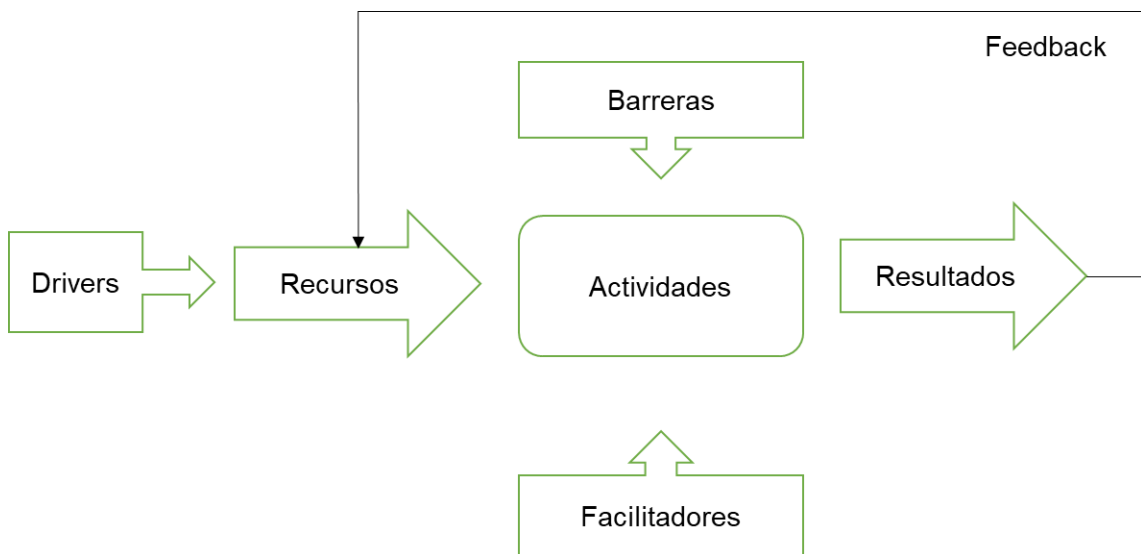 Feedback
Barreras
Drivers
Recursos
Actividades
Resultados
Facilitadores